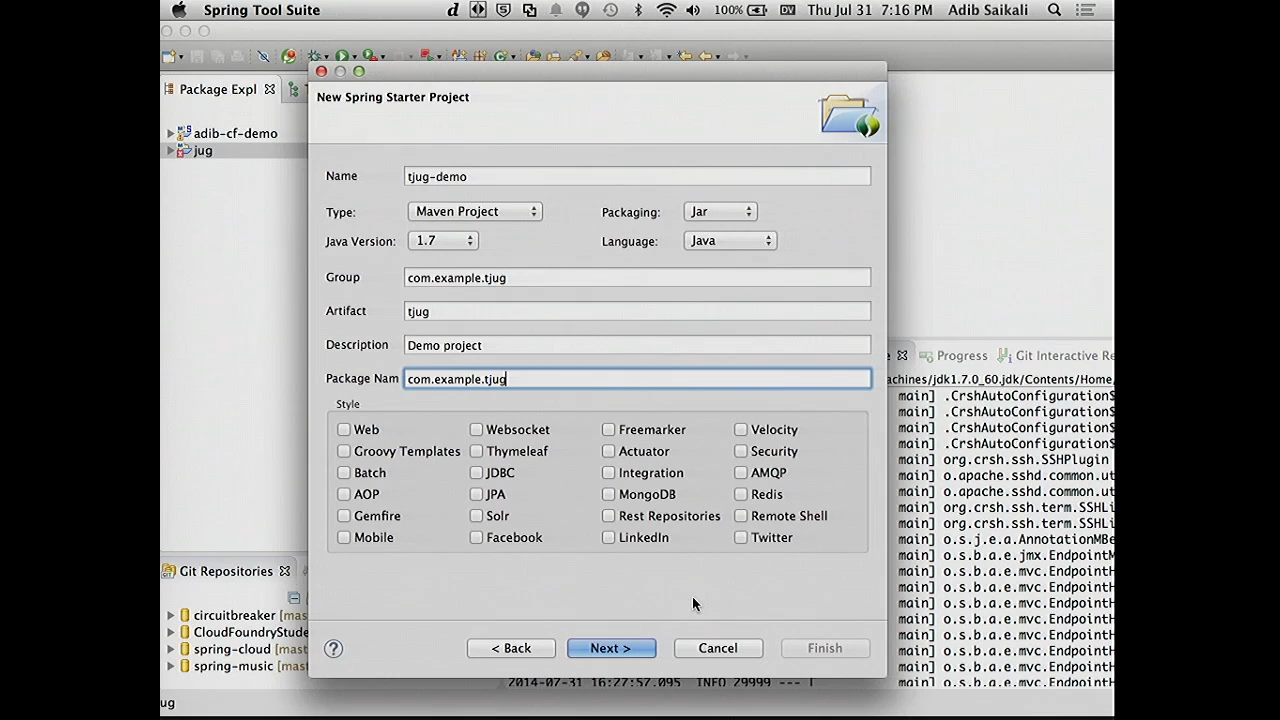 Spring Tool Suite
100%
DV
Thu Jul 31 7:16 PM
Adib Saikali
Package Expl
adib-cf-demo
jug
New Spring Starter Project
Name tjug-demo
Type: Maven Project Packaging: Jar
Java Version: 1.7 Language: Java
Group com.example.tjug
Artifact tjug
Description Demo project
Package Nam com.example.tjug
Style
Web Websocket Freemarker Velocity
Groovy Templates Thymeleaf Actuator Security
Batch JDBC Integration AMQP
AOP JPA MongoDB Redis
Gemfire Solr Rest Repositories Remote Shell
Mobile Facebook LinkedIn Twitter
< Back Next > Cancel Finish
Progress Git Interactive Re
achines/jdk1.7.0_60.jdk/Contents/Home/
main] .CrshAutoConfiguration$
main] .CrshAutoConfiguration$
main] .CrshAutoConfiguration$
main] .CrshAutoConfiguration$
main] org.crsh.ssh.SSHPlugin
main] o.apache.sshd.common.ut
main] o.apache.sshd.common.ut
main] org.crsh.ssh.term.SSHLi
main] org.crsh.ssh.term.SSHLi
main] o.s.j.e.a.AnnotationMBe
main] o.s.b.a.e.jmx.EndpointM
main] o.s.b.a.e.mvc.EndpointH
main] o.s.b.a.e.mvc.EndpointH
main] o.s.b.a.e.mvc.EndpointH
main] o.s.b.a.e.mvc.EndpointH
main] o.s.b.a.e.mvc.EndpointH
main] o.s.b.a.e.mvc.EndpointH
main] o.s.b.a.e.mvc.EndpointH
Git Repositories
circuitbreaker [mas
CloudFoundryStude
spring-cloud [maste
spring-music [maste
2014-07-31 16:27:57.095 INFO 29999 --- [
jug